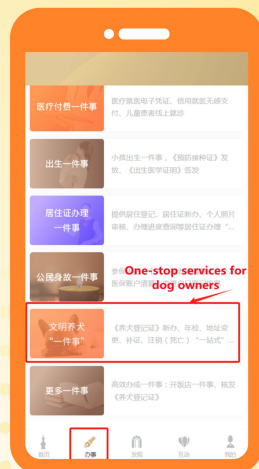 医疗付费一件事
医疗就医电子凭证、信用就医无感支
付、儿童患者线上就诊
出生一件事
小孩出生一件事，《预防接种证》发
放、《出生医学证明》签发
居住证办理
一件事
提供居住登记、居住证新办、个人照片
审核、办理进度查询等居住证办理“...
公民身故一件事
One-stop services for
dog owners
医保账户清算
文明养犬
“一件事”
《养犬登记证》新办、年检、地址变
更、补证、注销（死亡）“一站式”...
更多一件事
高效办成一件事：开饭店一件事、核发
《养犬登记证》
首页
办事
发现
互动
我的